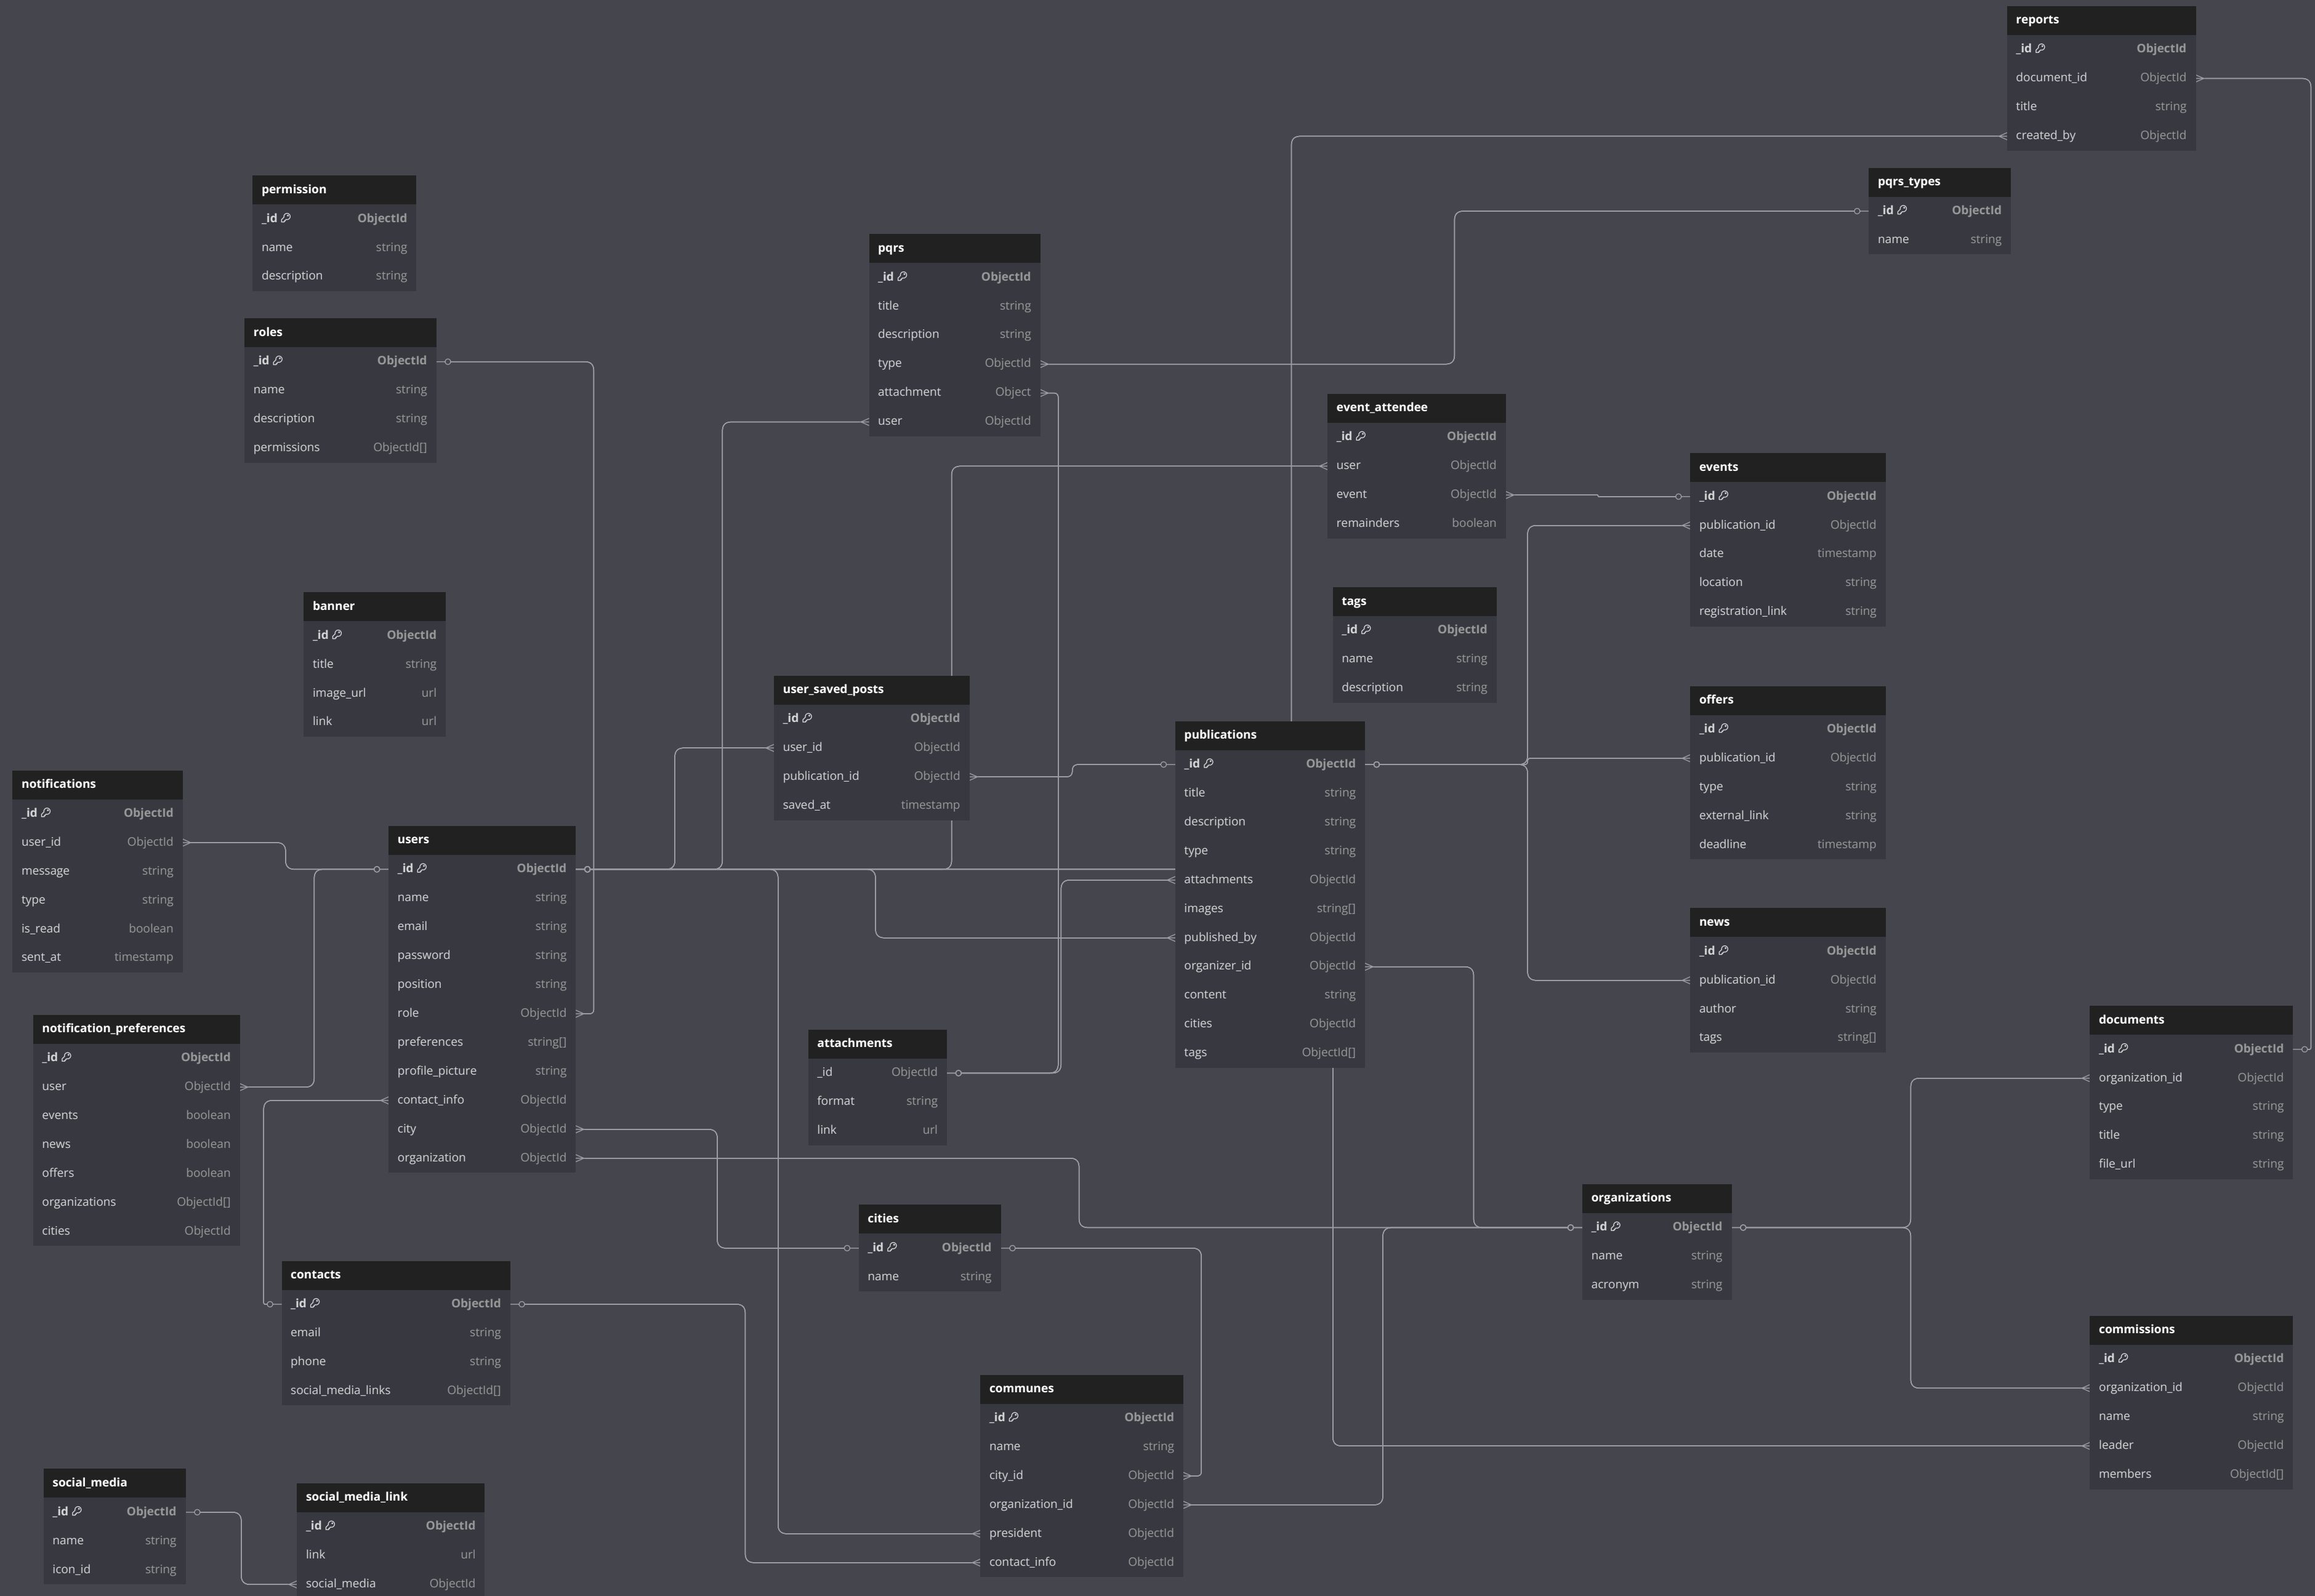 reports
_id ObjectId
document_id ObjectId
title string
created_by ObjectId
pqrs_types
_id ObjectId
name string
permission
_id ObjectId
name string
description string
pqrs
_id ObjectId
title string
description string
type ObjectId
attachment Object
user ObjectId
roles
_id ObjectId
name string
description string
permissions ObjectId[]
event_attendee
_id ObjectId
user ObjectId
event ObjectId
remainders boolean
events
_id ObjectId
publication_id ObjectId
date timestamp
location string
registration_link string
banner
_id ObjectId
title string
image_url url
link url
tags
_id ObjectId
name string
description string
user_saved_posts
_id ObjectId
user_id ObjectId
publication_id ObjectId
saved_at timestamp
offers
_id ObjectId
publication_id ObjectId
type string
external_link string
deadline timestamp
publications
_id ObjectId
title string
description string
type string
attachments ObjectId
images string[]
published_by ObjectId
organizer_id ObjectId
content string
cities ObjectId
tags ObjectId[]
notifications
_id ObjectId
user_id ObjectId
message string
type string
is_read boolean
sent_at timestamp
users
_id ObjectId
name string
email string
password string
position string
role ObjectId
preferences string[]
profile_picture string
contact_info ObjectId
city ObjectId
organization ObjectId
news
_id ObjectId
publication_id ObjectId
author string
tags string[]
documents
_id ObjectId
organization_id ObjectId
type string
title string
file_url string
notification_preferences
_id ObjectId
user ObjectId
events boolean
news boolean
offers boolean
organizations ObjectId[]
cities ObjectId
attachments
_id ObjectId
format string
link url
organizations
_id ObjectId
name string
acronym string
cities
_id ObjectId
name string
contacts
_id ObjectId
email string
phone string
social_media_links ObjectId[]
commissions
_id ObjectId
organization_id ObjectId
name string
leader ObjectId
members ObjectId[]
communes
_id ObjectId
name string
city_id ObjectId
organization_id ObjectId
president ObjectId
contact_info ObjectId
social_media
_id ObjectId
name string
icon_id string
social_media_link
_id ObjectId
link url
social_media ObjectId